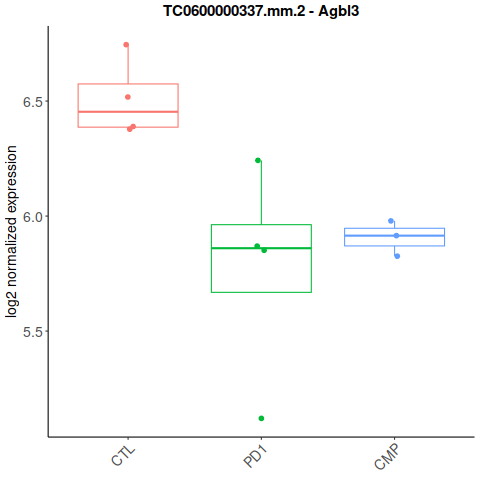 TC0600000337.mm.2 - Agbl3
log2 normalized expression
6.5
6.0
5.5
CTL
PD1
CMP